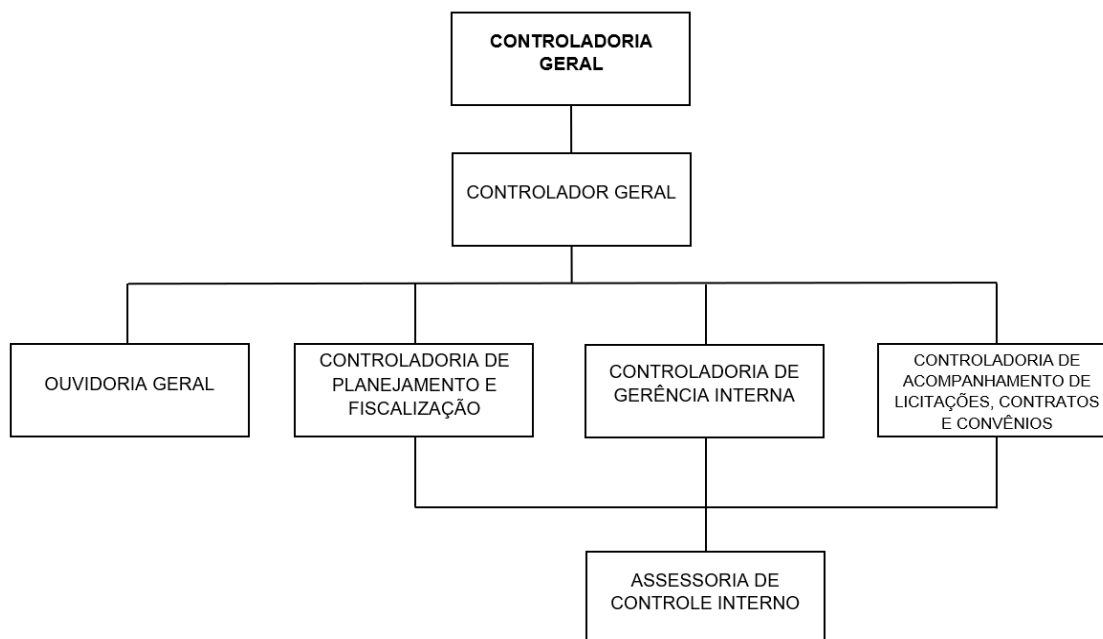 CONTROLADORIA
GERAL
CONTROLADOR GERAL
OUVIDORIA GERAL
CONTROLADORIA DE
PLANEJAMENTO E
FISCALIZAÇÃO
CONTROLADORIA DE
GERÊNCIA INTERNA
CONTROLADORIA DE
ACOMPANHAMENTO DE
LICITAÇÕES, CONTRATOS
E CONVÊNIOS
ASSESSORIA DE
CONTROLE INTERNO